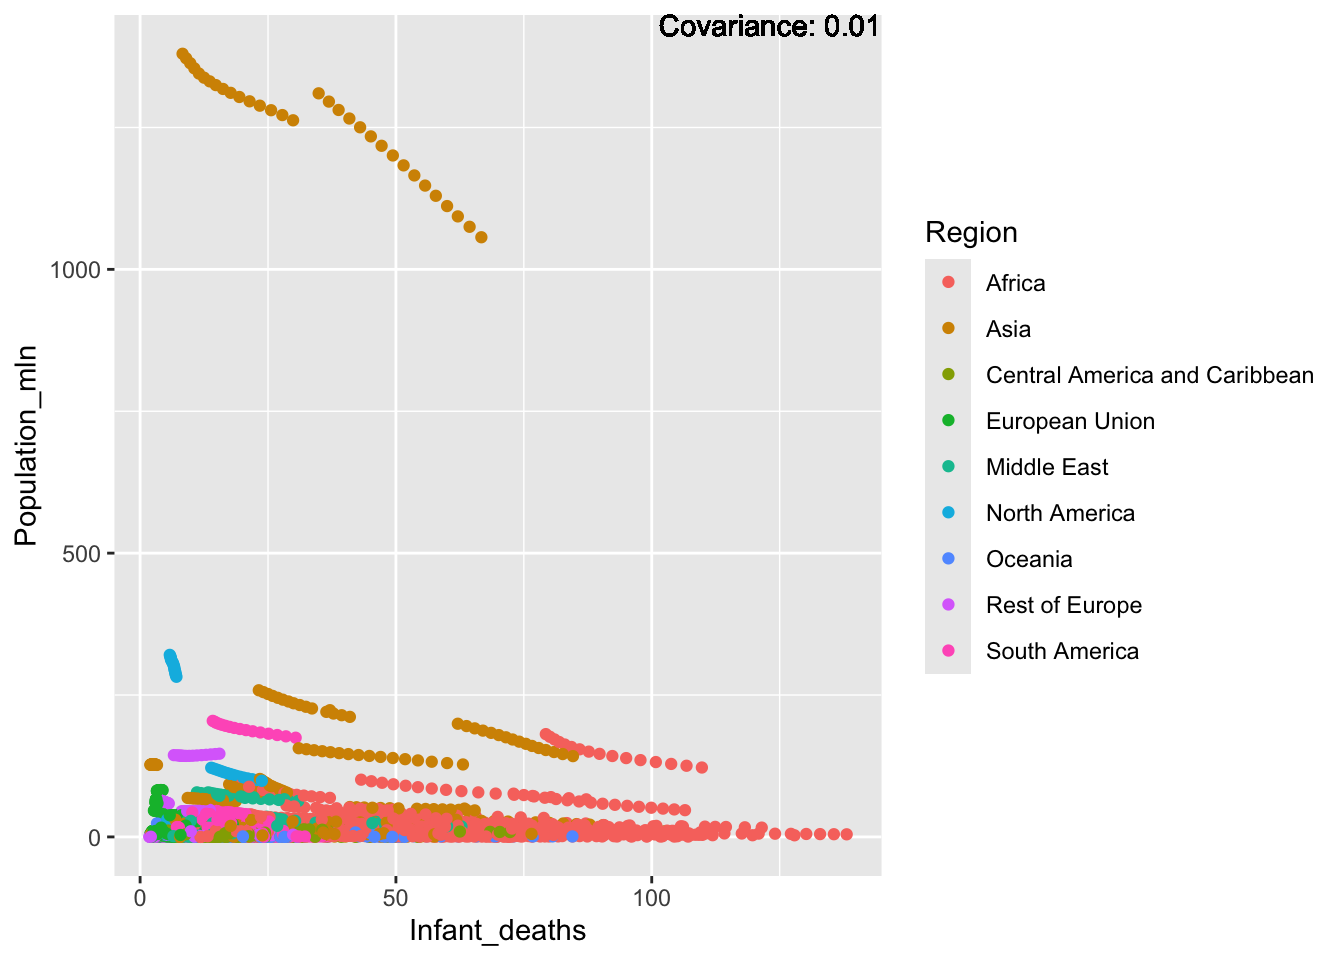 Covariance: 0.01
1000
500
0
Population_mln
0
50
100
Infant_deaths
Region
Africa
Asia
Central America and Caribbean
European Union
Middle East
North America
Oceania
Rest of Europe
South America